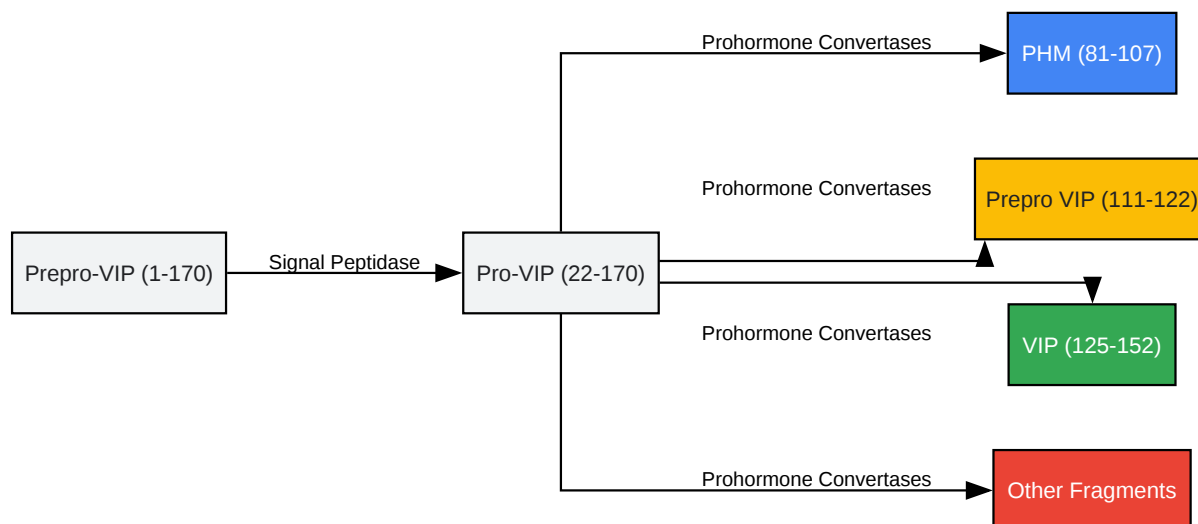 Prohormone Convertases
PHM (81-107)
Prohormone Convertases
Prepro VIP (111-122)
Prepro-VIP (1-170)
Signal Peptidase
Pro-VIP (22-170)
Prohormone Convertases
VIP (125-152)
Prohormone Convertases
Other Fragments